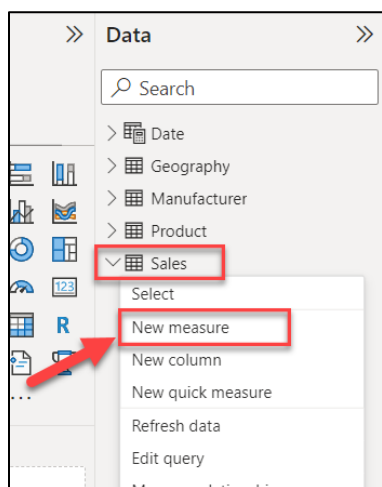 Data
Search
Date
Geography
Manufacturer
Product
Sales
Select
New measure
New column
New quick measure
Refresh data
Edit query
123
R
...